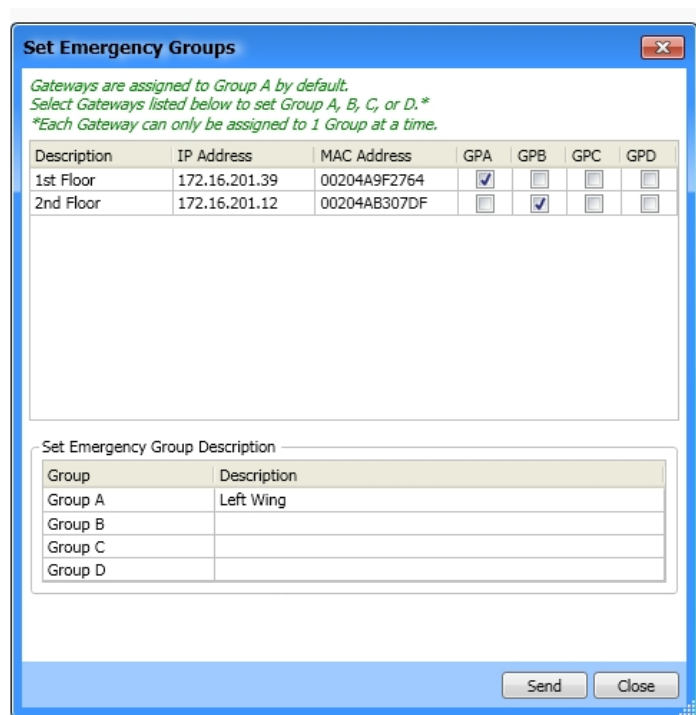 Set Emergency Groups
Gateways are assigned to Group A by default.
Select Gateways listed below to set Group A, B, C, or D.*
*Each Gateway can only be assigned to 1 Group at a time.
Description IP Address MAC Address GPA GPB GPC GPD
1st Floor 172.16.201.39 00204A9F2764
2nd Floor 172.16.201.12 00204AB307DF
Set Emergency Group Description
Group Description
Group A Left Wing
Group B
Group C
Group D
Send Close